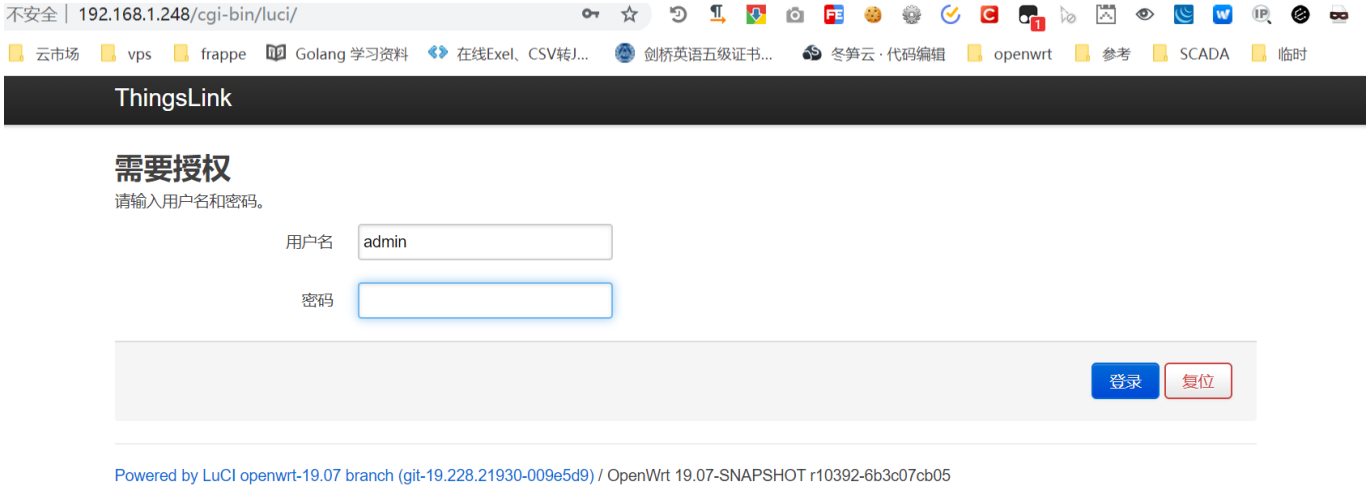 不安全 | 192.168.1.248/cgi-bin/luci/
FE C 1 W IP
云市场 vps frappe Golang 学习资料 在线Exel、CSV转J... 剑桥英语五级证书... 冬笋云 · 代码编辑 openwrt 参考 SCADA 临时
ThingsLink
需要授权
请输入用户名和密码。
用户名 admin
密码
登录 复位
Powered by LuCI openwrt-19.07 branch (git-19.228.21930-009e5d9) / OpenWrt 19.07-SNAPSHOT r10392-6b3c07cb05